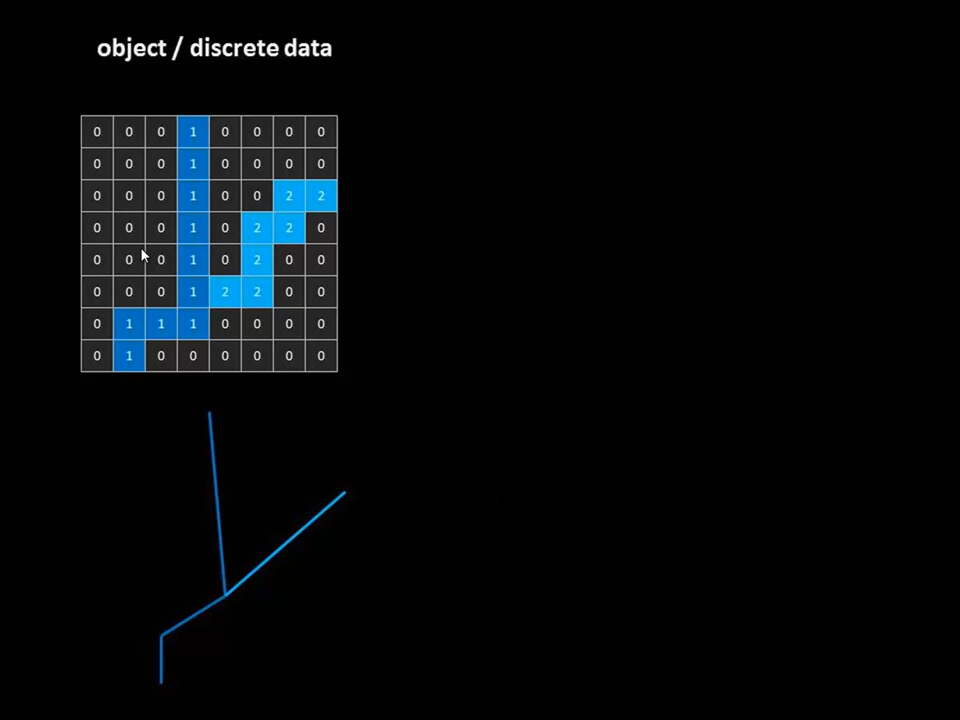 object / discrete data
0 0 0 1 0 0 0 0
0 0 0 1 0 0 0 0
0 0 0 1 0 0 2 2
0 0 0 1 0 2 2 0
0 0 0 1 0 2 0 0
0 0 0 1 2 2 0 0
0 1 1 1 0 0 0 0
0 1 0 0 0 0 0 0